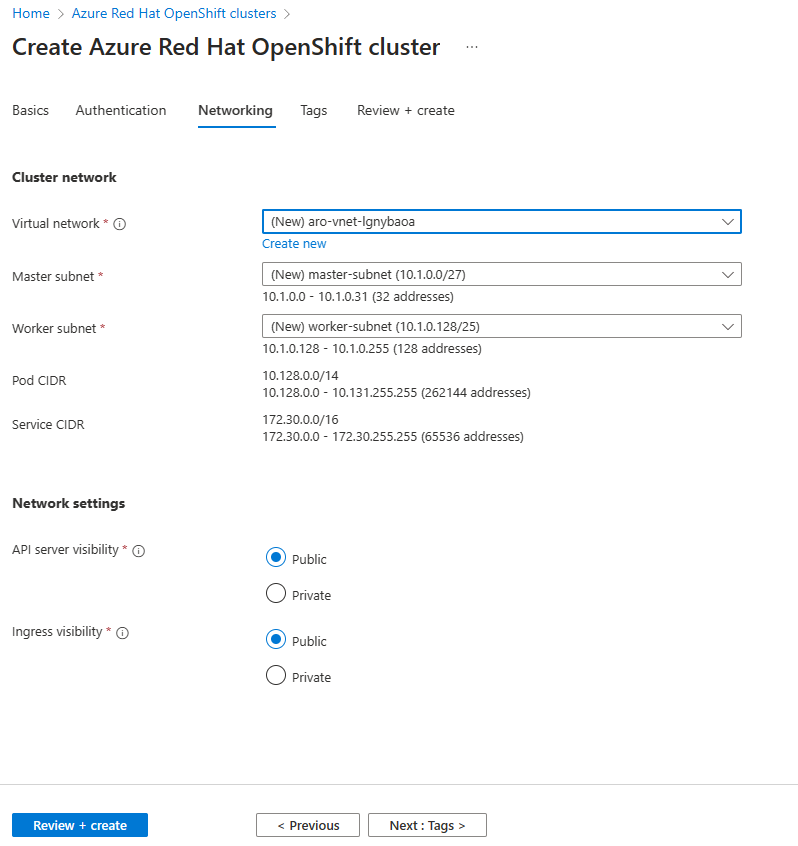 Home > Azure Red Hat OpenShift clusters >
Create Azure Red Hat OpenShift cluster ...
Basics Authentication Networking Tags Review + create
Cluster network
Virtual network *
(New) aro-vnet-lgnybaoa
Create new
Master subnet *
(New) master-subnet (10.1.0.0/27)
10.1.0.0 - 10.1.0.31 (32 addresses)
Worker subnet *
(New) worker-subnet (10.1.0.128/25)
10.1.0.128 - 10.1.0.255 (128 addresses)
Pod CIDR
10.128.0.0/14
10.128.0.0 - 10.131.255.255 (262144 addresses)
Service CIDR
172.30.0.0/16
172.30.0.0 - 172.30.255.255 (65536 addresses)
Network settings
API server visibility *
Public
Private
Ingress visibility *
Public
Private
Review + create
< Previous
Next : Tags >